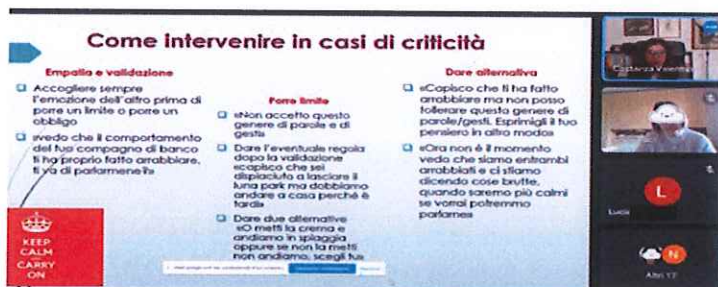 Come intervenire in casi di criticità
Empatia e validazione
Accogliere sempre
l'emozione dell'altro prima di
porre un limite o porre un
obbligo
«vedo che il comportamento
del tuo compagno di banco
ti ha proprio fatto arrabbiare,
ti va di parlarmene?»
Porre limite
«Non accetto questo
genere di parole e di
gesti»
Dare l'eventuale regola
dopo la validazione
«capisco che sei
dispiaciuto a lasciare il
luna park ma dobbiamo
andare a casa perché è
tardi»
Dare due alternative
«O metti la crema e
andiamo in spiaggia
oppure se non la metti
non andiamo, scegli tu»
Dare alternativa
«Capisco che ti ha fatto
arrabbiare ma non posso
tollerare questo genere di
parole/gesti. Esprimigli il tuo
pensiero in altro modo»
«Ora non è il momento
vedo che siamo entrambi
arrabbiati e ci stiamo
dicendo cose brutte,
quando saremo più calmi
se vorrai potremmo
parlarne»
KEEP
CALM
CARRY
ON
Costanza
L
Lucia
N
Altri 17